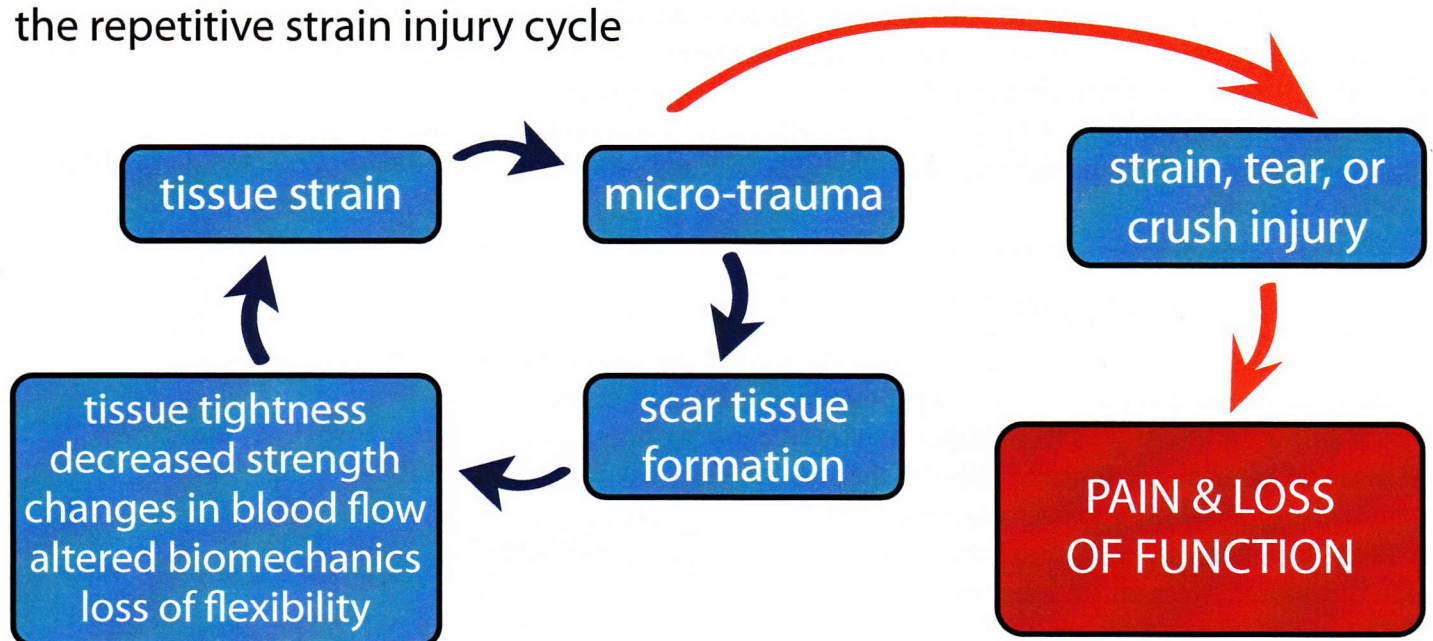 the repetitive strain injury cycle
tissue strain
micro-trauma
strain, tear, or
crush injury
tissue tightness
decreased strength
changes in blood flow
altered biomechanics
loss of flexibility
scar tissue
formation
PAIN & LOSS
OF FUNCTION